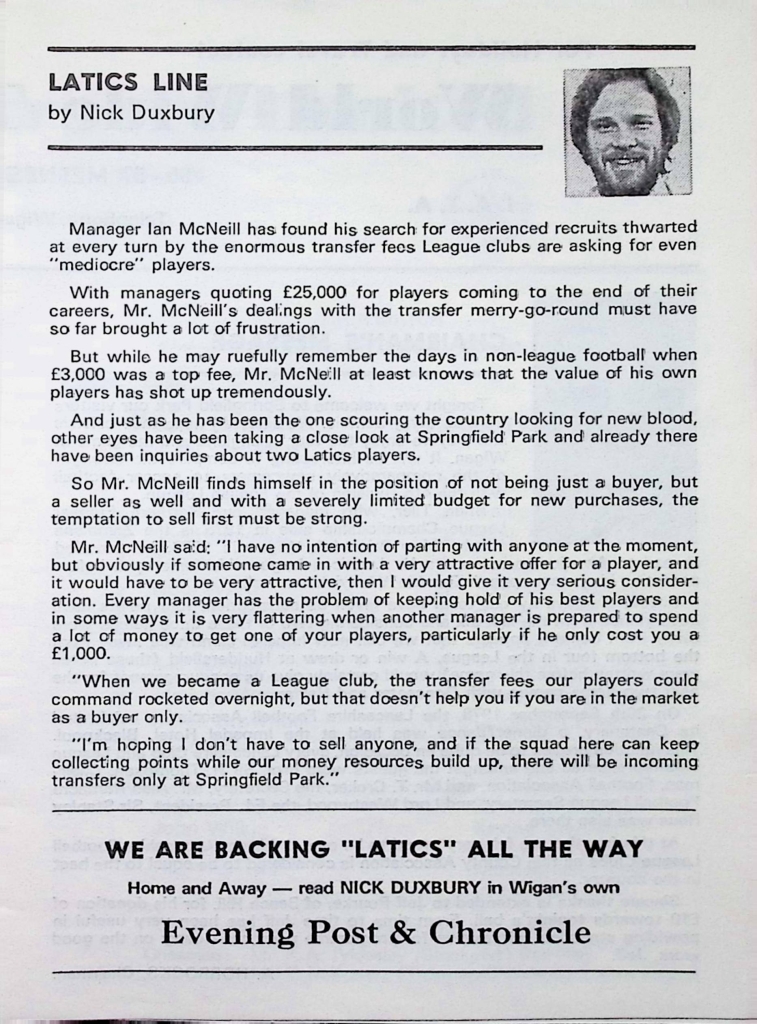 LATICS LINE
by Nick Duxbury
Manager Ian McNeill has found his search for experienced recruits thwarted
at every turn by the enormous transfer fees League clubs are asking for even
"mediocre" players.
With managers quoting £25,000 for players coming to the end of their
careers, Mr. McNeill's dealings with the transfer merry-go-round must have
so far brought a lot of frustration.
But while he may ruefully remember the days in non-league football when
£3,000 was a top fee, Mr. McNeill at least knows that the value of his own
players has shot up tremendously.
And just as he has been the one scouring the country looking for new blood,
other eyes have been taking a close look at Springfield Park and already there
have been inquiries about two Latics players.
So Mr. McNeill finds himself in the position of not being just a buyer, but
a seller as well and with a severely limited budget for new purchases, the
temptation to sell first must be strong.
Mr. McNeill said: "I have no intention of parting with anyone at the moment,
but obviously if someone came in with a very attractive offer for a player, and
it would have to be very attractive, then I would give it very serious consider-
ation. Every manager has the problem of keeping hold of his best players and
in some ways it is very flattering when another manager is prepared to spend
a lot of money to get one of your players, particularly if he only cost you a
£1,000.
"When we became a League club, the transfer fees our players could
command rocketed overnight, but that doesn't help you if you are in the market
as a buyer only.
"I'm hoping I don't have to sell anyone, and if the squad here can keep
collecting points while our money resources build up, there will be incoming
transfers only at Springfield Park."
WE ARE BACKING "LATICS" ALL THE WAY
Home and Away — read NICK DUXBURY in Wigan's own
Evening Post & Chronicle